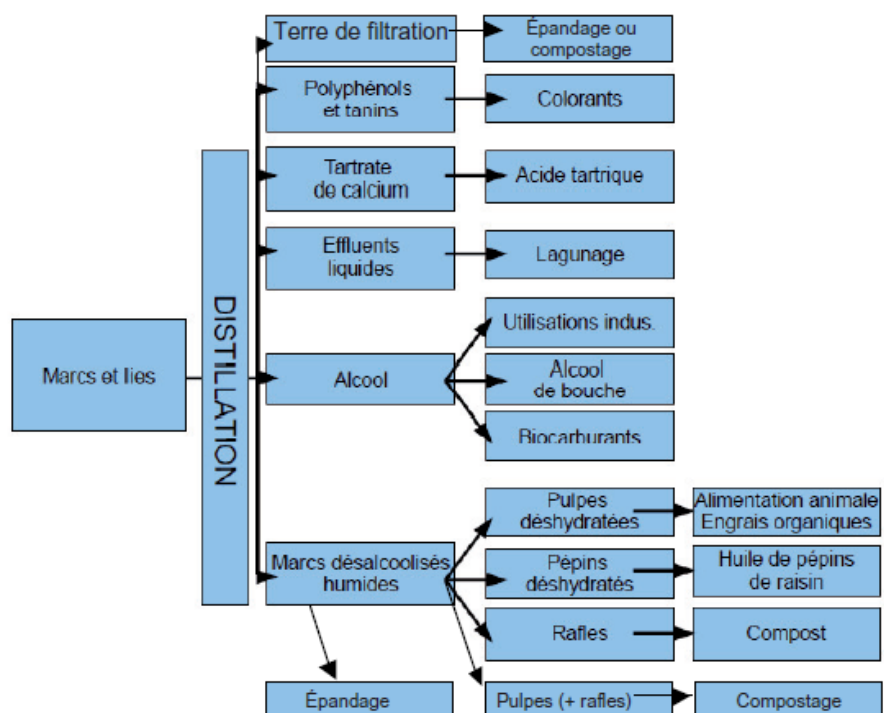 Terre de filtration
Épandage ou
compostage
Polyphénols
et tanins
Colorants
Tartrate
de calcium
Acide tartrique
Effluents
liquides
Lagunage
DISTILLATION
Marcs et lies
Alcool
Utilisations indus.
Alcool
de bouche
Biocarburants
Marcs désalcoolisés
humides
Pulpes
déshydratées
Alimentation animale
Engrais organiques
Pépins
déshydratés
Huile de pépins
de raisin
Rafles
Compost
Épandage
Pulpes (+ rafles)
Compostage